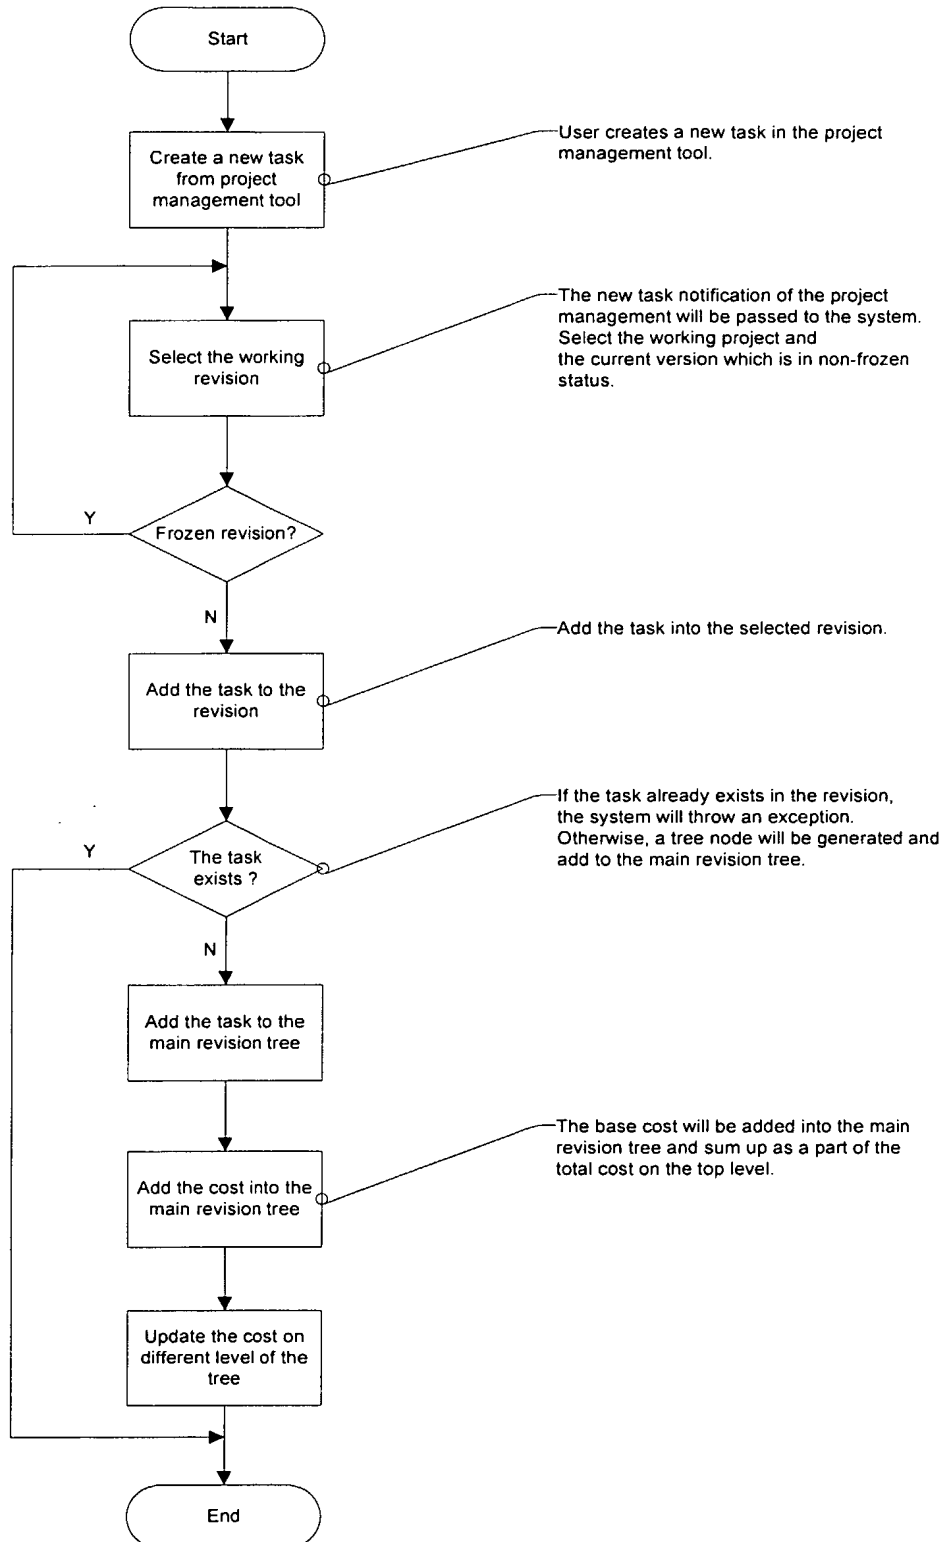 Start
Create a new task
from project
management tool
User creates a new task in the project
management tool.
Select the working
revision
The new task notification of the project
management will be passed to the system.
Select the working project and
the current version which is in non-frozen
status.
Y
Frozen revision?
N
Add the task to the
revision
Add the task into the selected revision.
Y
The task
exists ?
If the task already exists in the revision,
the system will throw an exception.
Otherwise, a tree node will be generated and
add to the main revision tree.
N
Add the task to the
main revision tree
Add the cost into the
main revision tree
The base cost will be added into the main
revision tree and sum up as a part of the
total cost on the top level.
Update the cost on
different level of the
tree
End